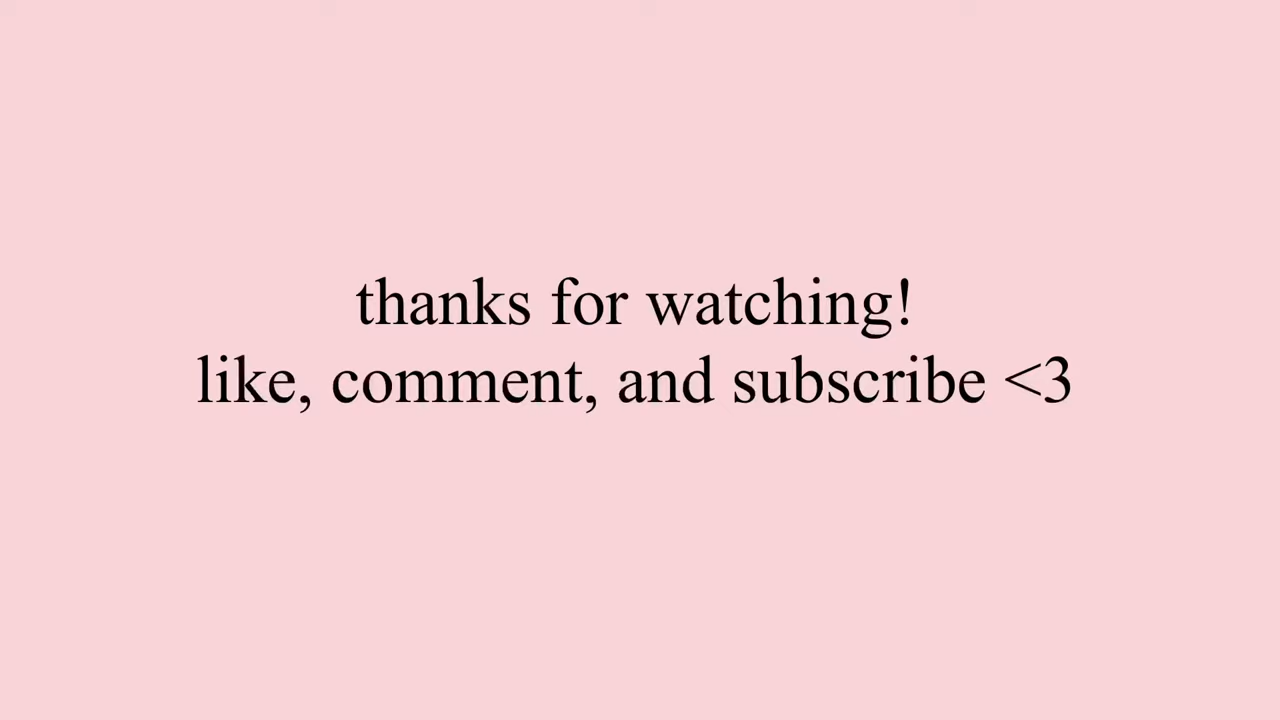 thanks for watching!
like, comment, and subscribe <3